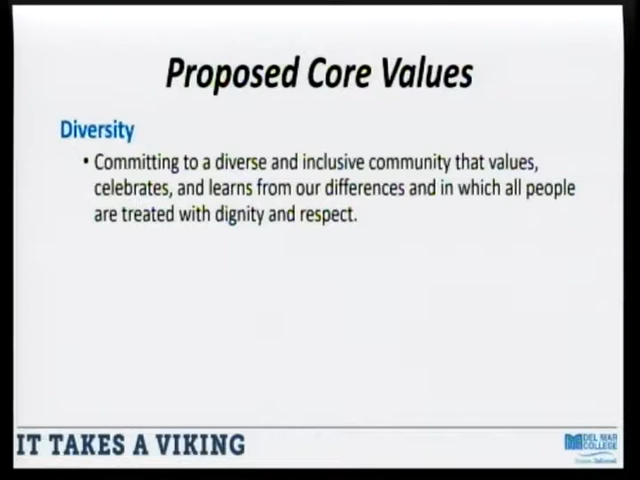 Proposed Core Values
Diversity
• Committing to a diverse and inclusive community that values,
celebrates, and learns from our differences and in which all people
are treated with dignity and respect.
IT TAKES A VIKING
DEL MAR
COLLEGE